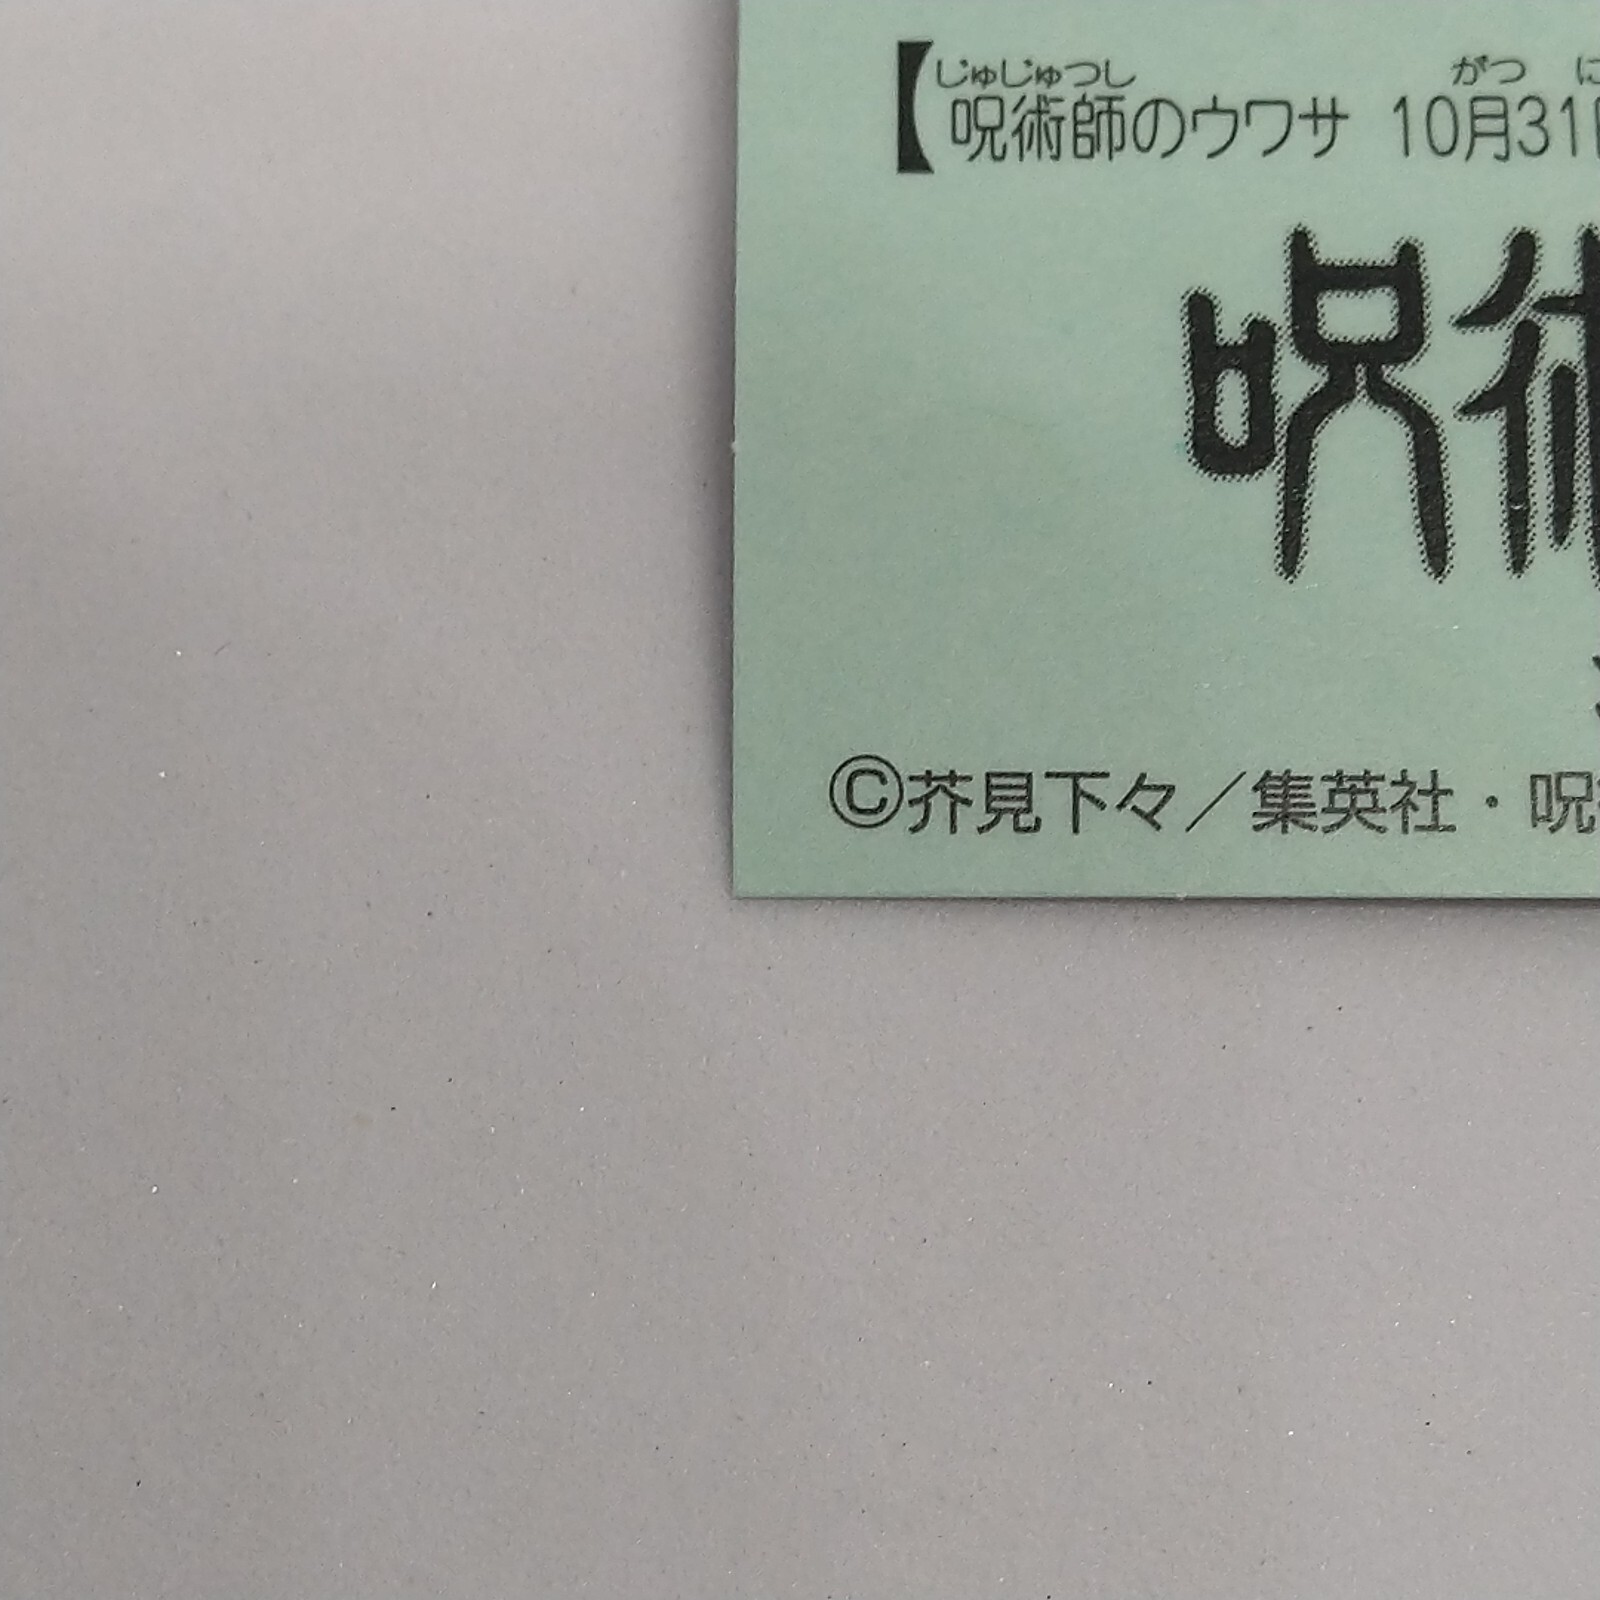 じゅじゅつし がつ
【呪術師のウワサ 10月31
呪術
©芥見下々／集英社・呪